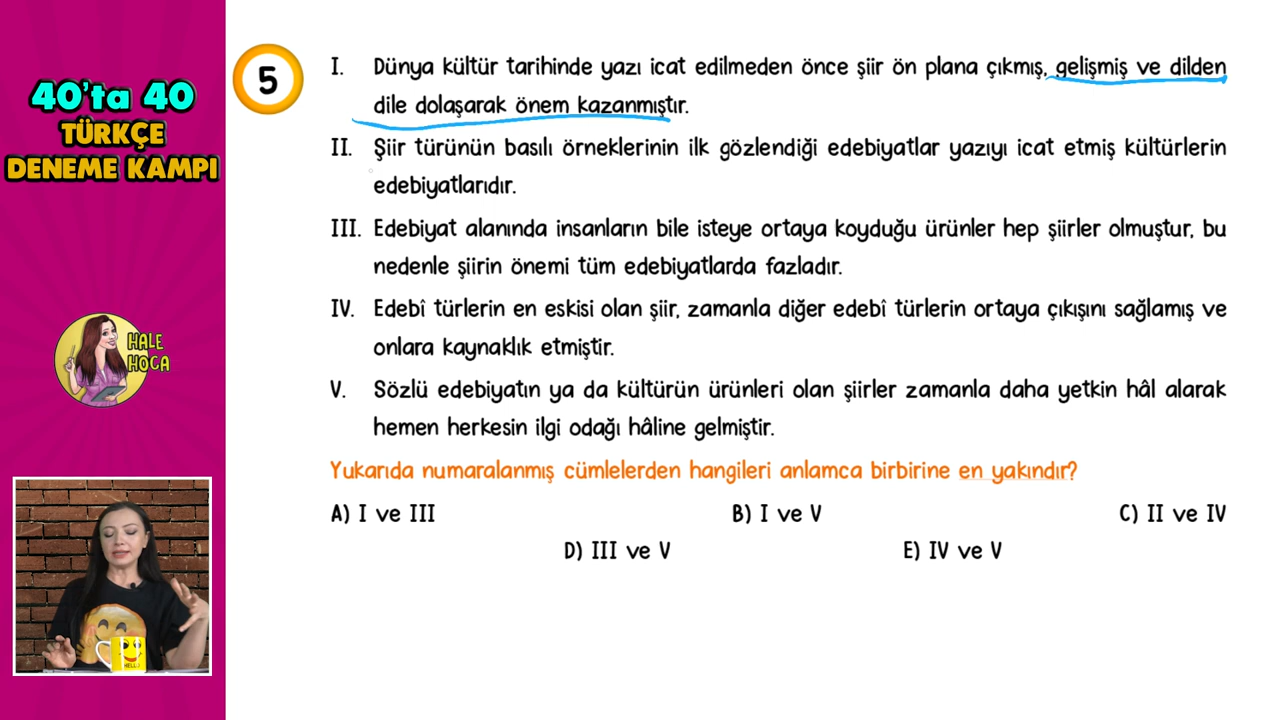 40'ta 40
TÜRKÇE
DENEME KAMPI
HALE
HOCA
HELLO
5
I. Dünya kültür tarihinde yazı icat edilmeden önce şiir ön plana çıkmış, gelişmiş ve dilden
dile dolaşarak önem kazanmıştır.
II. Şiir türünün basılı örneklerinin ilk gözlendiği edebiyatlar yazıyı icat etmiş kültürlerin
edebiyatlarıdır.
III. Edebiyat alanında insanların bile isteye ortaya koyduğu ürünler hep şiirler olmuştur, bu
nedenle şiirin önemi tüm edebiyatlarda fazladır.
IV. Edebî türlerin en eskisi olan şiir, zamanla diğer edebî türlerin ortaya çıkışını sağlamış ve
onlara kaynaklık etmiştir.
V. Sözlü edebiyatın ya da kültürün ürünleri olan şiirler zamanla daha yetkin hâl alarak
hemen herkesin ilgi odağı hâline gelmiştir.
Yukarıda numaralanmış cümlelerden hangileri anlamca birbirine en yakındır?
A) I ve III B) I ve V C) II ve IV
D) III ve V E) IV ve V